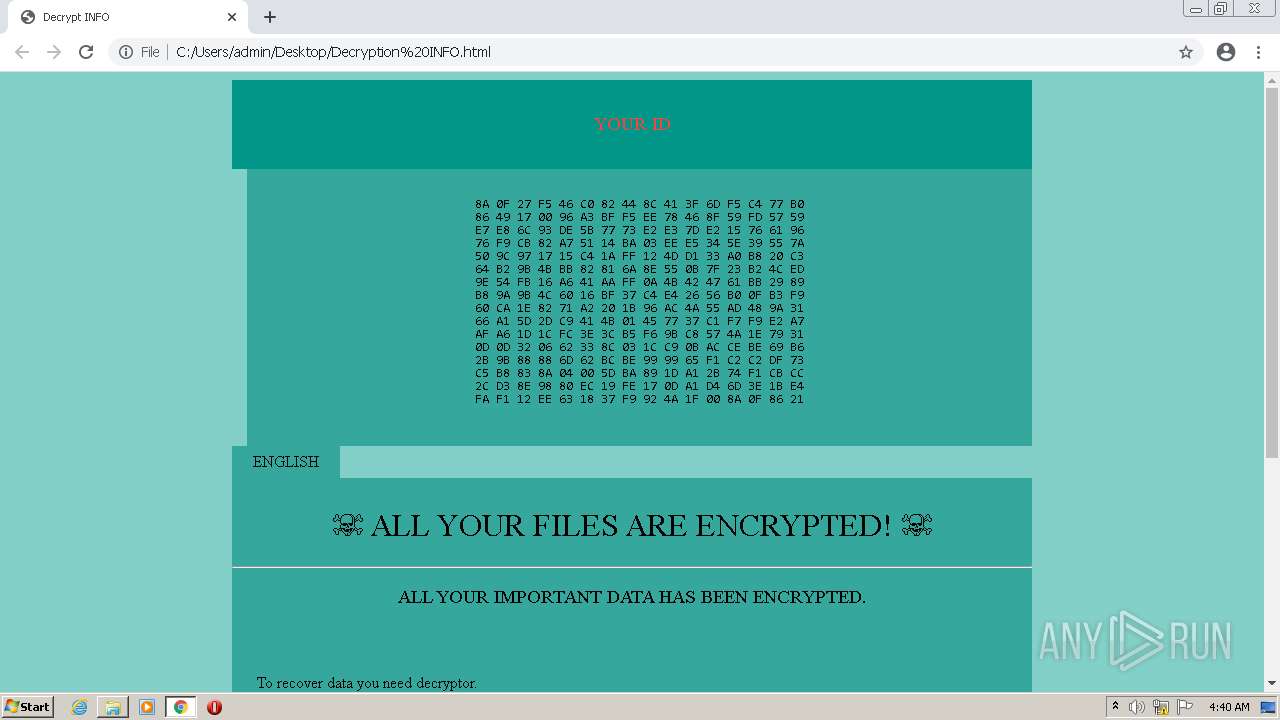 Decrypt INFO
File
C:/Users/admin/Desktop/Decryption%20INFO.html
YOUR ID
8A 0F 27 F5 46 C0 82 44 8C 41 3F 6D F5 C4 77 B0
86 49 17 00 96 A3 BF F5 EE 78 46 8F 59 FD 57 59
E7 E8 6C 93 DE 5B 77 73 E2 E3 7D E2 15 76 61 96
76 F9 CB 82 A7 51 14 BA 03 EE E5 34 5E 39 55 7A
50 9C 97 17 15 C4 1A FF 12 4D D1 33 A0 B8 20 C3
64 B2 9B 4B BB 82 81 6A 8E 55 0B 7F 23 B2 4C ED
9E 54 FB 16 A6 41 AA FF 0A 4B 42 47 61 BB 29 89
B8 9A 9B 4C 60 16 BF 37 C4 E4 26 56 B0 0F B3 F9
60 CA 1E 82 71 A2 20 1B 96 AC 4A 55 AD 48 9A 31
66 A1 5D 2D C9 41 4B 01 45 77 37 C1 F7 F9 E2 A7
AF A6 1D 1C FC 3E 3C B5 F6 9B C8 57 4A 1E 79 31
0D 0D 32 06 62 33 8C 03 1C C9 0B AC CE BE 69 B6
2B 9B 88 88 6D 62 BC BE 99 99 65 F1 C2 C2 DF 73
C5 B8 83 8A 04 00 5D BA 89 1D A1 2B 74 F1 CB CC
2C D3 8E 98 80 EC 19 FE 17 0D A1 D4 6D 3E 1B E4
FA F1 12 EE 63 18 37 F9 92 4A 1F 00 8A 0F 86 21
ENGLISH
☠ ALL YOUR FILES ARE ENCRYPTED! ☠
ALL YOUR IMPORTANT DATA HAS BEEN ENCRYPTED.
To recover data you need decryptor.
ANY RUN
Start
4:40 AM